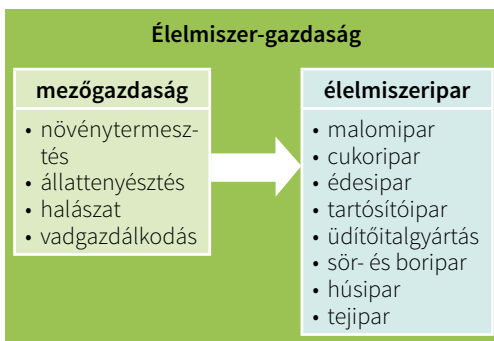 Élelmiszer-gazdaság
mezőgazdaság
• növénytermesz-
tés
• állattenyésztés
• halászat
• vadgazdálkodás
élelmiszeripar
• malomipar
• cukoripar
• édesipar
• tartósítóipar
• üdítőitalgyártás
• sör- és boripar
• húsipar
• tejipar